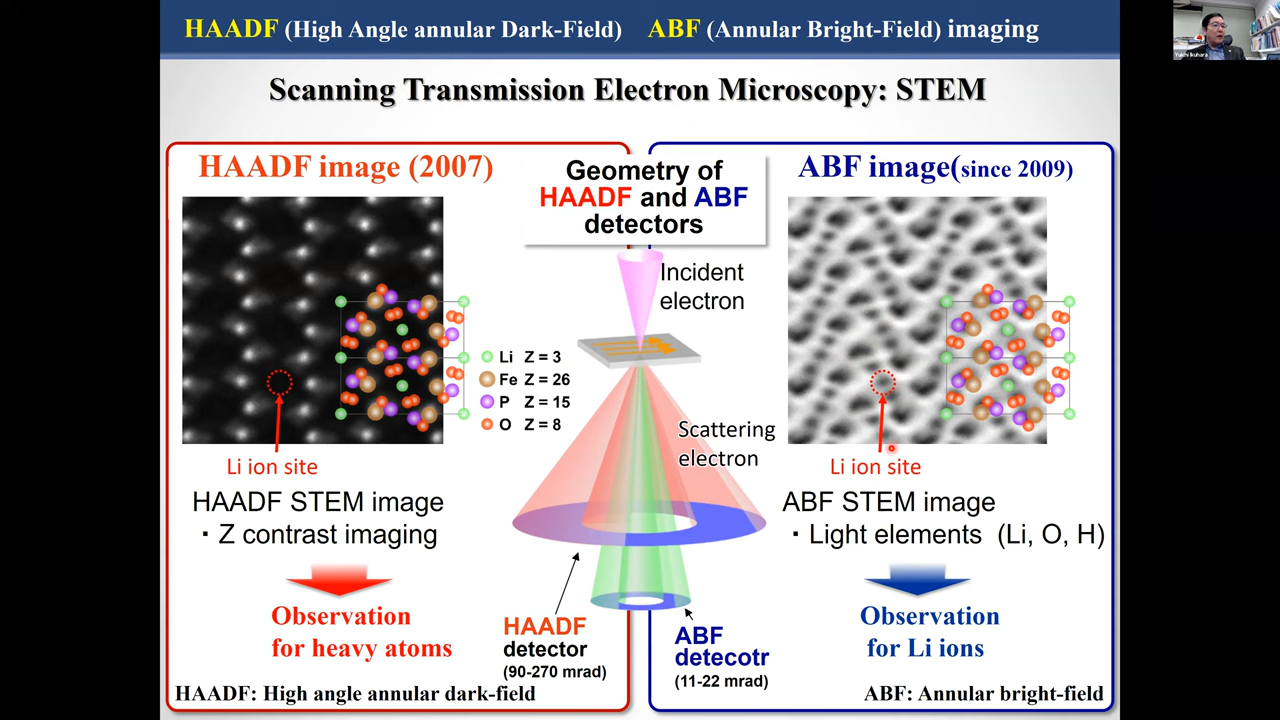 HAADF (High Angle annular Dark-Field) ABF (Annular Bright-Field) imaging
Yuichi Ikuhara
Scanning Transmission Electron Microscopy: STEM
HAADF image (2007)
Li ion site
HAADF STEM image
・Z contrast imaging
Observation
for heavy atoms
HAADF: High angle annular dark-field
Geometry of
HAADF and ABF
detectors
Incident
electron
Li Z = 3
Fe Z = 26
P Z = 15
O Z = 8
Scattering
electron
HAADF
detector
(90-270 mrad)
ABF
detecotr
(11-22 mrad)
ABF image(since 2009)
Li ion site
ABF STEM image
・Light elements (Li, O, H)
Observation
for Li ions
ABF: Annular bright-field